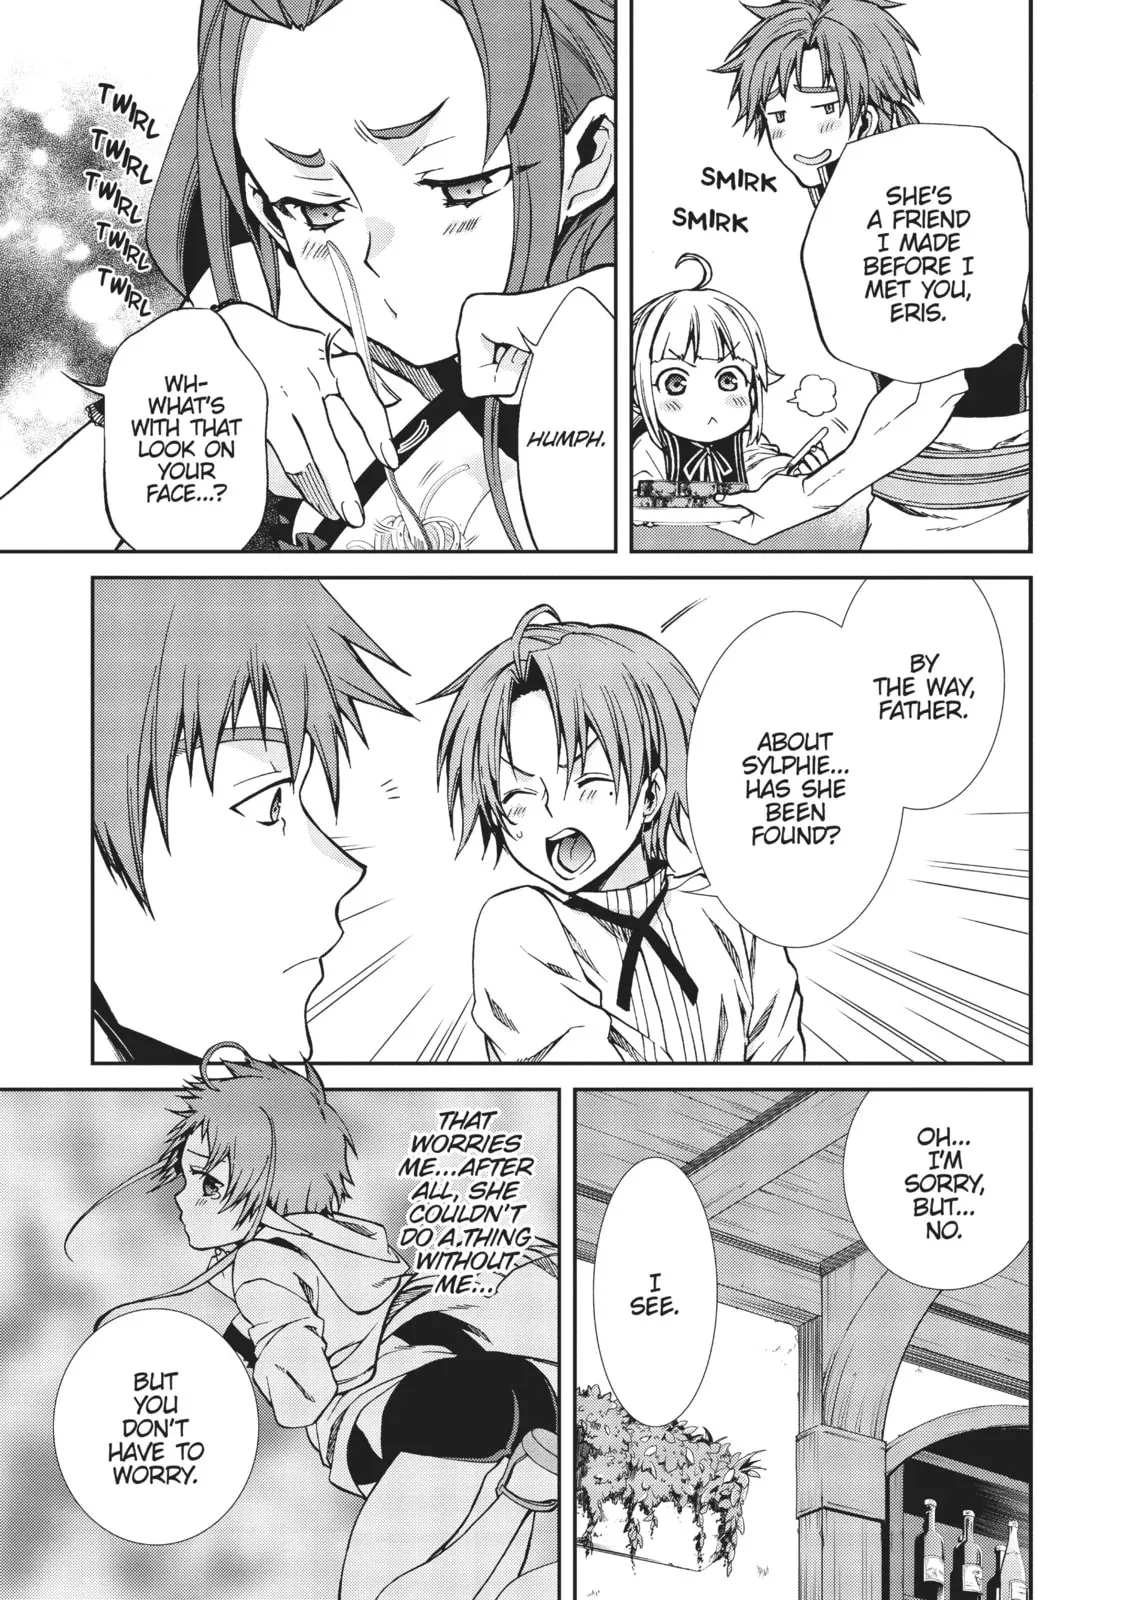 SHE'S
A FRIEND
I MADE
BEFORE I
MET YOU,
ERIS.
SMIRK
SMIRK
HUMPH.
TWIRL
TWIRL
TWIRL
TWIRL
TWIRL
WH-
WHAT'S
WITH THAT
LOOK ON
YOUR
FACE...?
BY
THE WAY,
FATHER.
ABOUT
SYLPHIE...
HAS SHE
BEEN
FOUND?
OH...
I'M
SORRY,
BUT...
NO.
I
SEE.
THAT
WORRIES
ME...AFTER
ALL, SHE
COULDN'T
DO A THING
WITHOUT
ME...
BUT
YOU
DON'T
HAVE TO
WORRY.